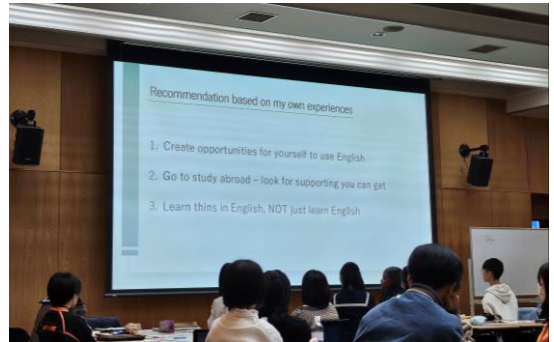 Recommendation based on my own experiences
1. Create opportunities for yourself to use English
2. Go to study abroad – look for supporting you can get
3. Learn thins in English, NOT just learn English